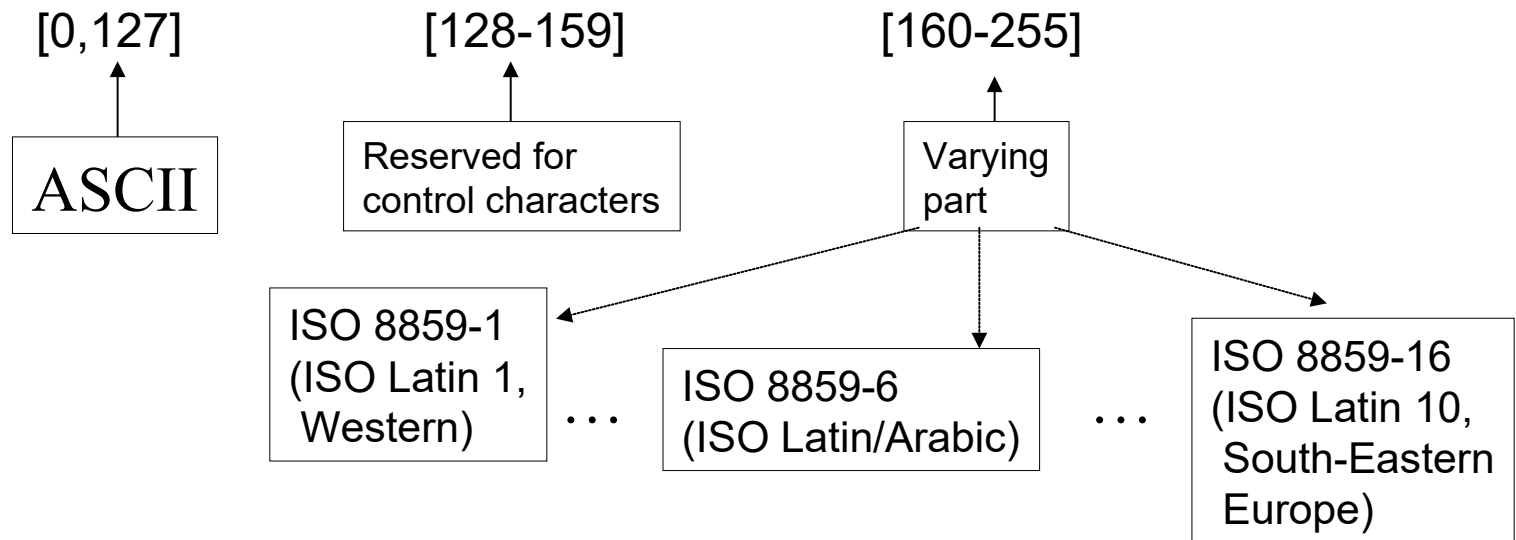 [0,127]
[128-159]
[160-255]
ASCII
Reserved for
control characters
Varying
part
ISO 8859-1
(ISO Latin 1,
Western)
...
ISO 8859-6
(ISO Latin/Arabic)
...
ISO 8859-16
(ISO Latin 10,
South-Eastern
Europe)